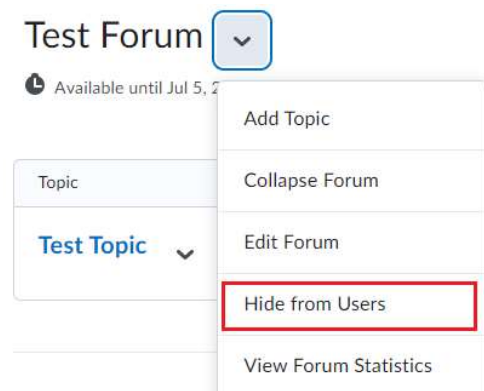 Test Forum
Available until Jul 5, 2
Add Topic
Topic
Collapse Forum
Test Topic
Edit Forum
Hide from Users
View Forum Statistics